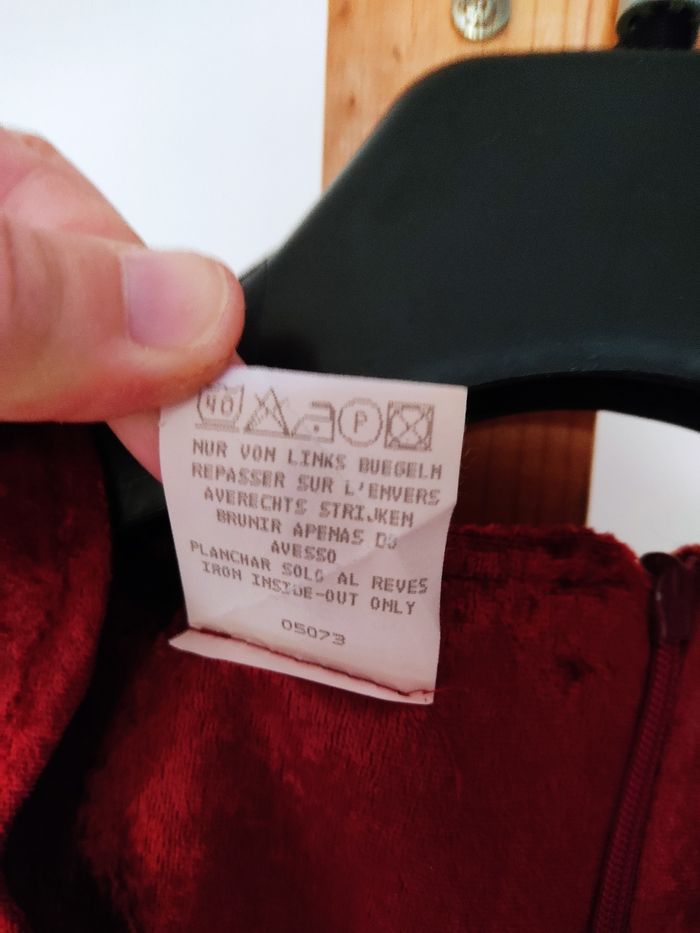 40 P
NUR VON LINKS BUEGELN
REPASSER SUR L'ENVERS
AVERECHTS STRIJKEN
BRUNIR APENAS DO
AVESSO
PLANCHAR SOLO AL REVES
IRON INSIDE-OUT ONLY
05073